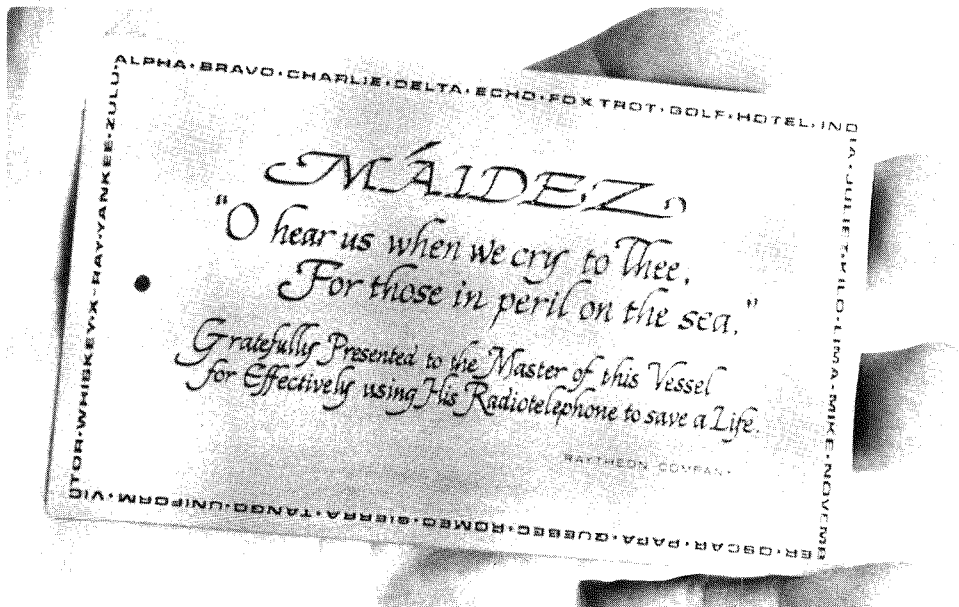 ALPHA·BRAVO·CHARLIE·DELTA·ECHO·FOXTROT·GOLF·HOTEL·IND
IA·JULIET·KILO·LIMA·MIKE·NOVEMB
ER·OSCAR·PAPA·QUEBEC·ROMEO·SIERRA·TANGO·UNIFORM·VIC
TOR·WHISKEY·X-RAY·YANKEE·ZULU·
MÁIDEZ
"O hear us when we cry to Thee,
For those in peril on the sea."
Gratefully Presented to the Master of this Vessel
for Effectively using His Radiotelephone to save a Life.
RAYTHEON COMPANY